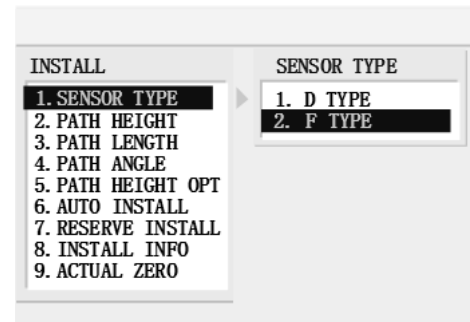 INSTALL
1. SENSOR TYPE
2. PATH HEIGHT
3. PATH LENGTH
4. PATH ANGLE
5. PATH HEIGHT OPT
6. AUTO INSTALL
7. RESERVE INSTALL
8. INSTALL INFO
9. ACTUAL ZERO
SENSOR TYPE
1. D TYPE
2. F TYPE